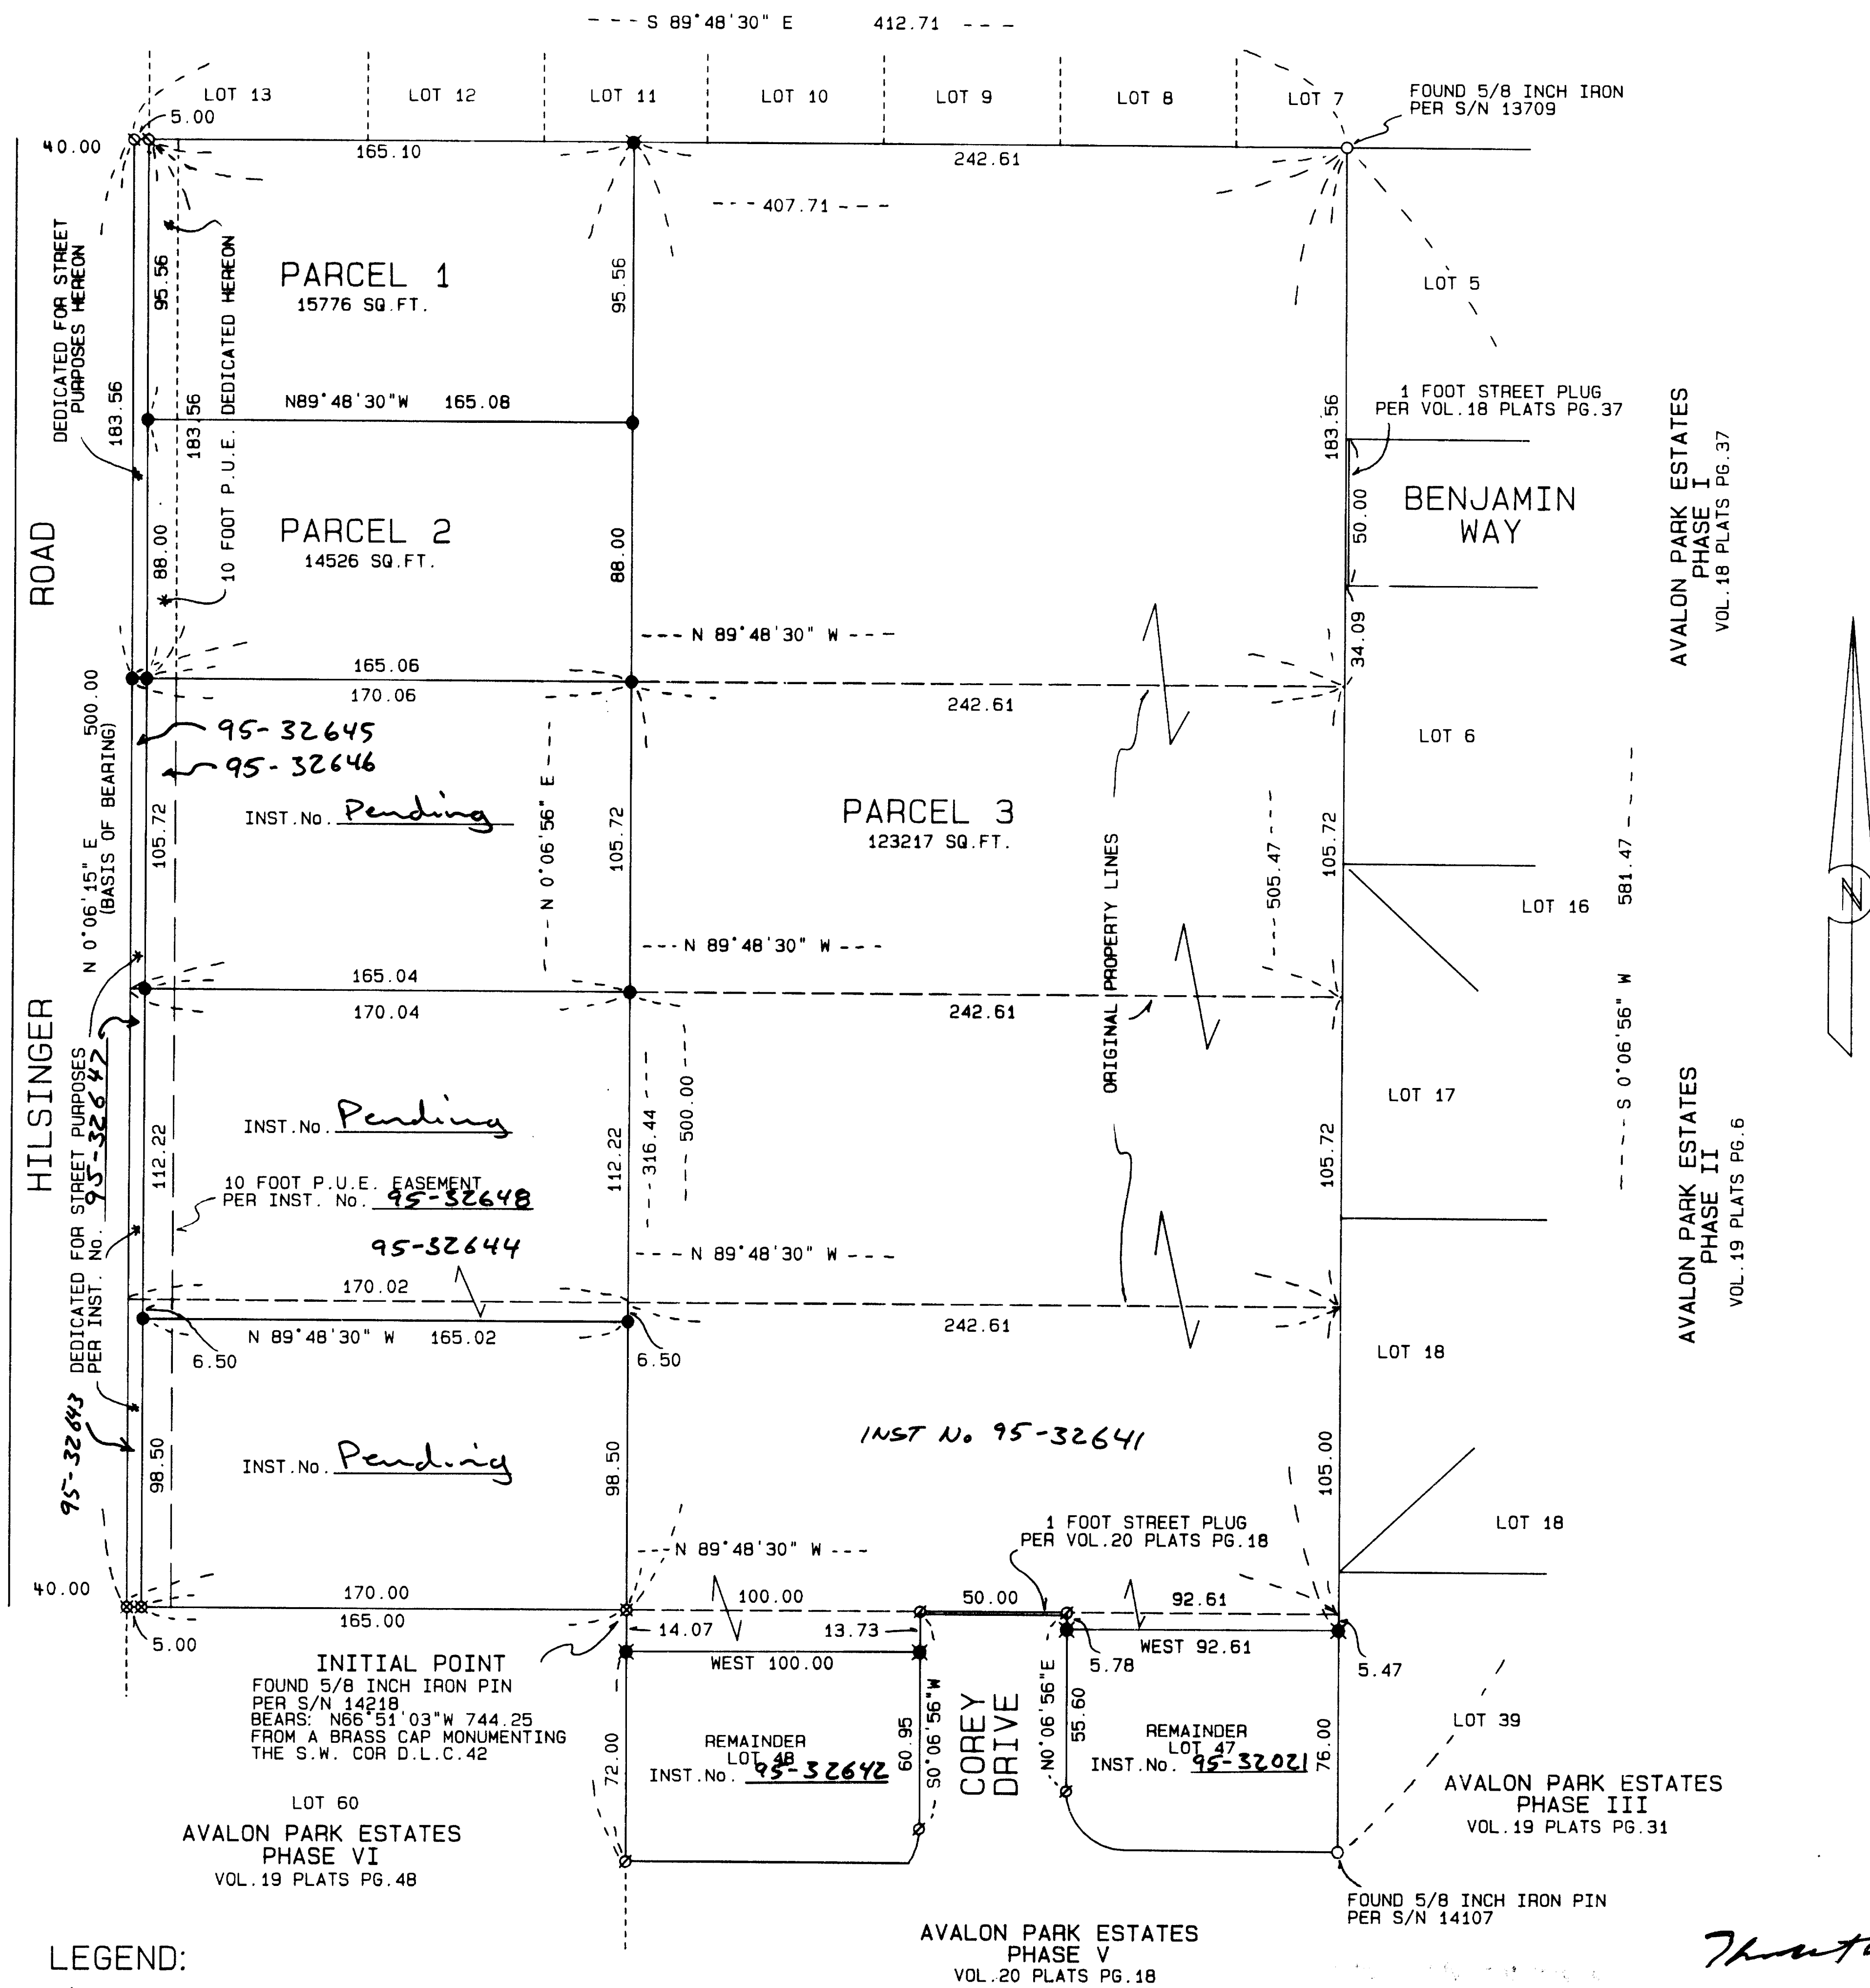 --- S 89°48'30" E 412.71 ---
LOT 13
LOT 12
LOT 11
LOT 10
LOT 9
LOT 8
LOT 7
FOUND 5/8 INCH IRON
PER S/N 13709
40.00
5.00
165.10
242.61
--- 407.71 ---
DEDICATED FOR STREET
PURPOSES HEREON
183.56
95.56
183.56
10 FOOT P.U.E. DEDICATED HEREON
PARCEL 1
15776 SQ.FT.
95.56
LOT 5
N89°48'30"W 165.08
183.56
1 FOOT STREET PLUG
PER VOL.18 PLATS PG.37
50.00
BENJAMIN
WAY
AVALON PARK ESTATES
PHASE I
VOL.18 PLATS PG.37
ROAD
88.00
PARCEL 2
14526 SQ.FT.
88.00
--- N 89°48'30" W ---
34.09
165.06
170.06
242.61
500.00
N 0°06'15" E
(BASIS OF BEARING)
95-32645
95-32646
105.72
INST.No. Pending
N 0°06'56" E
105.72
PARCEL 3
123217 SQ.FT.
ORIGINAL PROPERTY LINES
505.47
105.72
LOT 6
LOT 16
581.47
S 0°06'56" W
N
--- N 89°48'30" W ---
165.04
170.04
242.61
HILSINGER
DEDICATED FOR STREET PURPOSES
PER INST. No. 95-32647
112.22
INST.No. Pending
10 FOOT P.U.E. EASEMENT
PER INST. No. 95-32648
95-32644
112.22
316.44
500.00
105.72
LOT 17
AVALON PARK ESTATES
PHASE II
VOL.19 PLATS PG.6
--- N 89°48'30" W ---
170.02
N 89°48'30" W 165.02
242.61
6.50
6.50
LOT 18
95-32643
98.50
INST.No. Pending
98.50
INST No 95-32641
105.00
LOT 18
1 FOOT STREET PLUG
PER VOL.20 PLATS PG.18
--- N 89°48'30" W ---
40.00
170.00
165.00
100.00
50.00
92.61
5.00
14.07
13.73
WEST 100.00
WEST 92.61
5.78
5.47
INITIAL POINT
FOUND 5/8 INCH IRON PIN
PER S/N 14218
BEARS: N66°51'03"W 744.25
FROM A BRASS CAP MONUMENTING
THE S.W. COR D.L.C.42
72.00
REMAINDER
LOT 48
INST.No. 95-32642
60.95
S0°06'56"W
COREY
DRIVE
N0°06'56"E
55.60
REMAINDER
LOT 47
INST.No. 95-32021
76.00
LOT 39
AVALON PARK ESTATES
PHASE III
VOL.19 PLATS PG.31
LOT 60
AVALON PARK ESTATES
PHASE VI
VOL.19 PLATS PG.48
FOUND 5/8 INCH IRON PIN
PER S/N 14107
AVALON PARK ESTATES
PHASE V
VOL.20 PLATS PG.18
LEGEND: